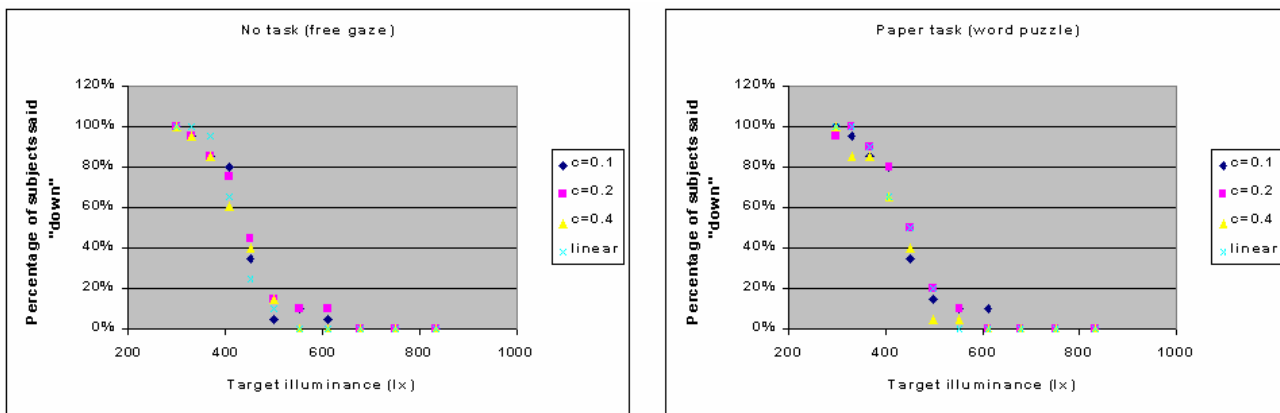 No task (free gaze)
120%
100%
80%
60%
40%
20%
0%
200
400
600
800
1000
Percentage of subjects said
"down"
Target illuminance (lx)
c=0.1
c=0.2
c=0.4
linear
Paper task (word puzzle)
120%
100%
80%
60%
40%
20%
0%
200
400
600
800
1000
Percentage of subjects said
"down"
Target illuminance (lx)
c=0.1
c=0.2
c=0.4
linear